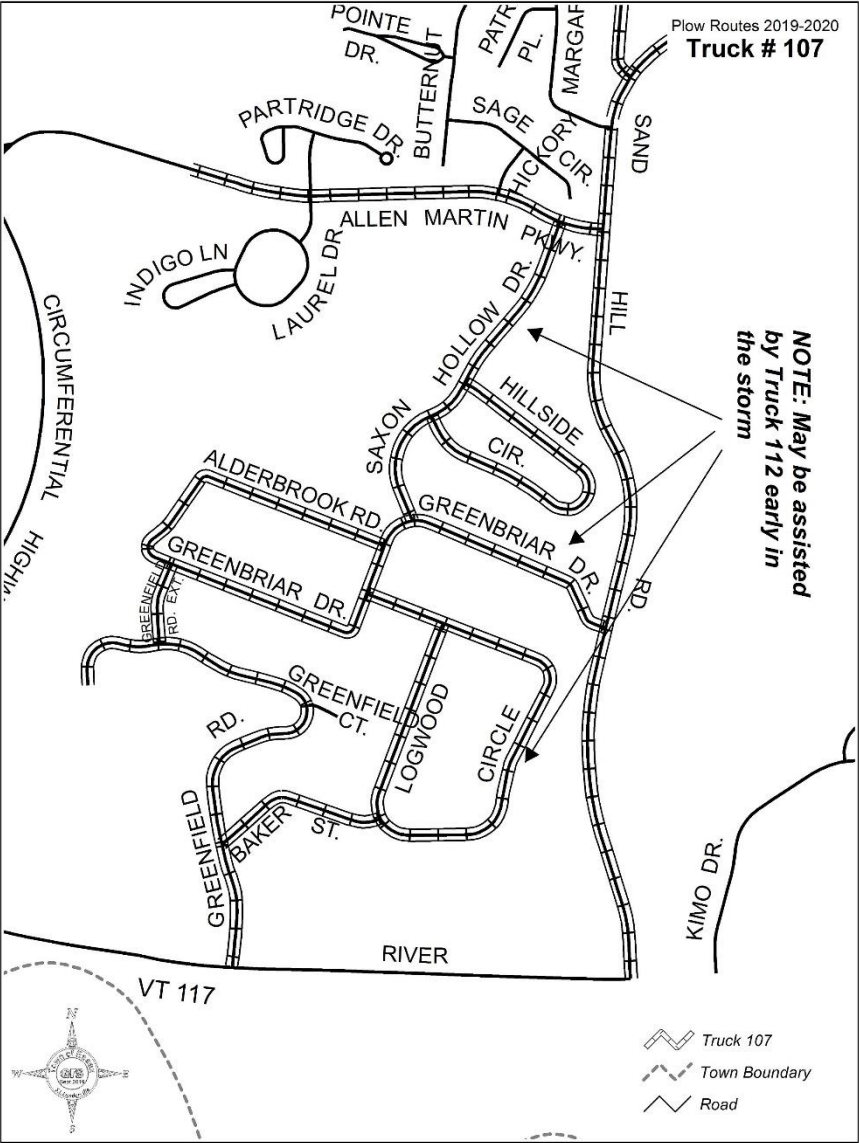 Plow Routes 2019-2020
Truck # 107
POINTE
DR.
BUTTERNUT
PATR
PL.
MARGAR
SAND
HILL
RD.
PARTRIDGE DR.
SAGE
CIR.
HICKORY
ALLEN MARTIN PKWY.
INDIGO LN
LAUREL DR
CIRCUMFERENTIAL HIGHW.
SAXON
HOLLOW DR.
HILLSIDE
CIR.
NOTE: May be assisted
by Truck 112 early in
the storm
ALDERBROOK RD.
GREENBRIAR DR.
GREENBRIAR DR.
GREENFIELD
RD. EXT.
GREENFIELD
CT.
LOGWOOD
CIRCLE
GREENFIELD
RD.
BAKER ST.
KIMO DR.
RIVER
VT 117
N
W
E
S
Truck 107
Town Boundary
Road